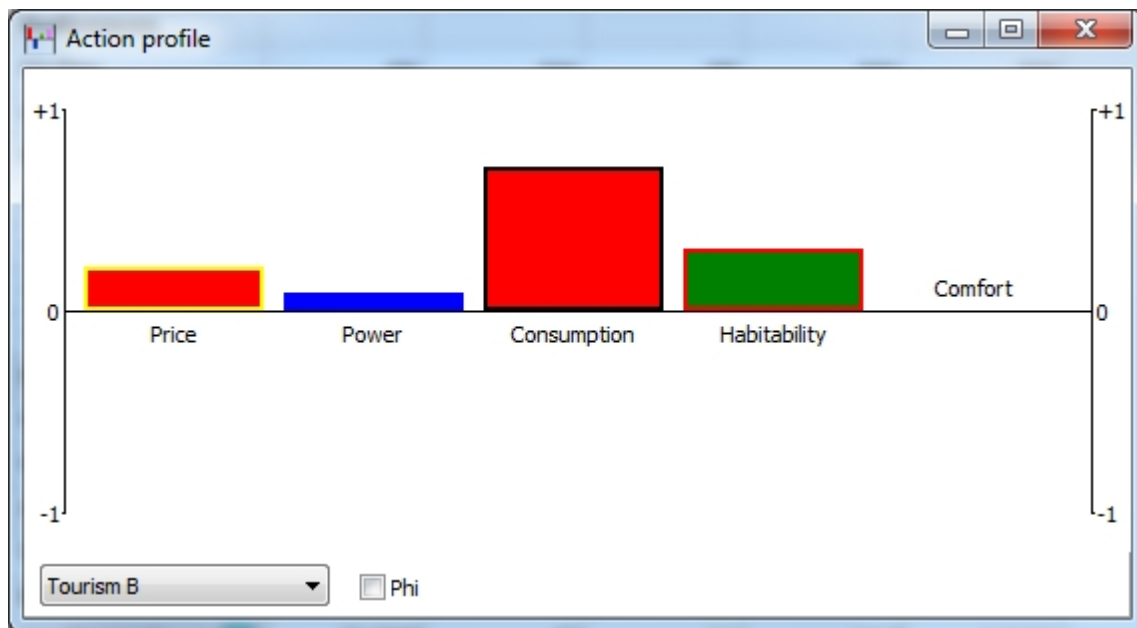 Action profile
+1 +1
Comfort
0 0
Price Power Consumption Habitability
-1 -1
Tourism B Phi